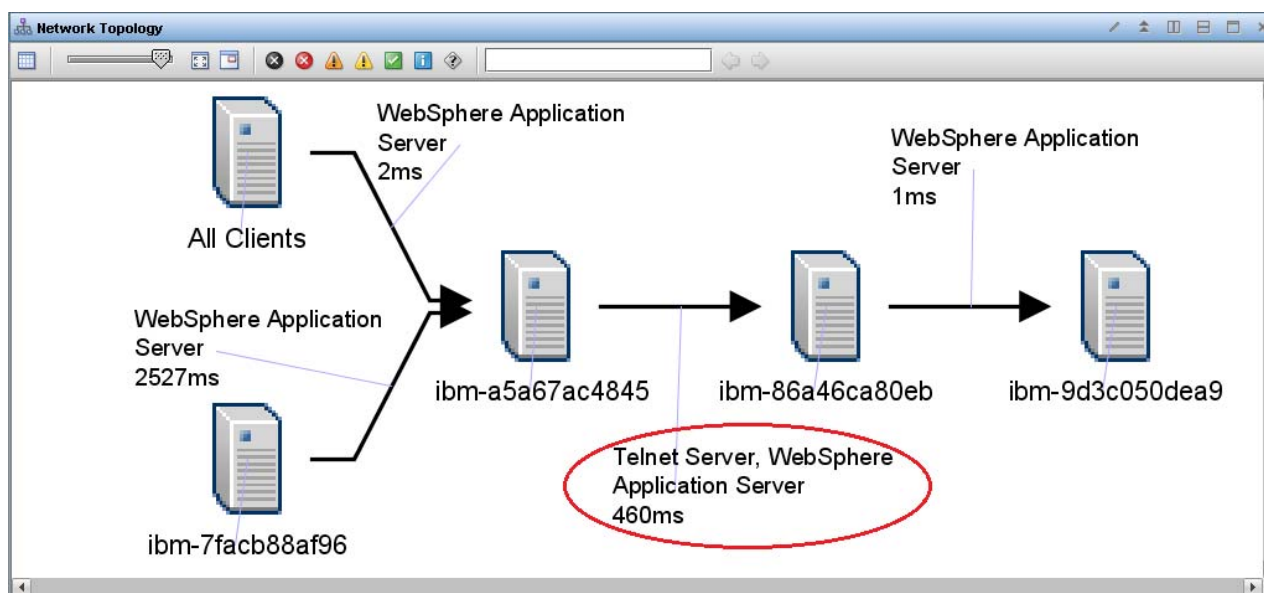 Network Topology
WebSphere Application
Server
2ms
WebSphere Application
Server
1ms
All Clients
WebSphere Application
Server
2527ms
ibm-a5a67ac4845
ibm-86a46ca80eb
ibm-9d3c050dea9
Telnet Server, WebSphere
Application Server
460ms
ibm-7facb88af96